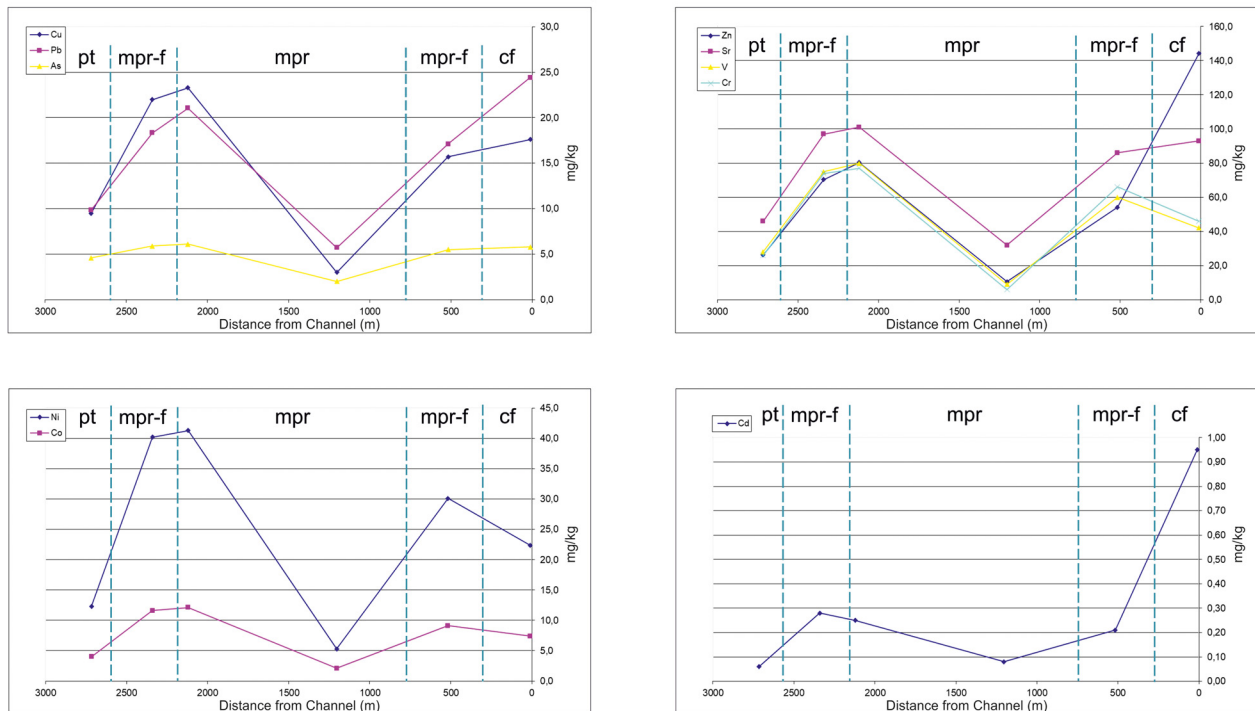 Cu
Pb
As
pt mpr-f mpr mpr-f cf
30,0
25,0
20,0
15,0
10,0
5,0
0,0
mg/kg
3000 2500 2000 1500 1000 500 0
Distance from Channel (m)
Zn
Sr
V
Cr
pt mpr-f mpr mpr-f cf
160,0
140,0
120,0
100,0
80,0
60,0
40,0
20,0
0,0
mg/kg
3000 2500 2000 1500 1000 500 0
Distance from Channel (m)
Ni
Co
pt mpr-f mpr mpr-f cf
45,0
40,0
35,0
30,0
25,0
20,0
15,0
10,0
5,0
0,0
mg/kg
3000 2500 2000 1500 1000 500 0
Distance from Channel (m)
Cd
pt mpr-f mpr mpr-f cf
1,00
0,90
0,80
0,70
0,60
0,50
0,40
0,30
0,20
0,10
0,00
mg/kg
3000 2500 2000 1500 1000 500 0
Distance from Channel (m)